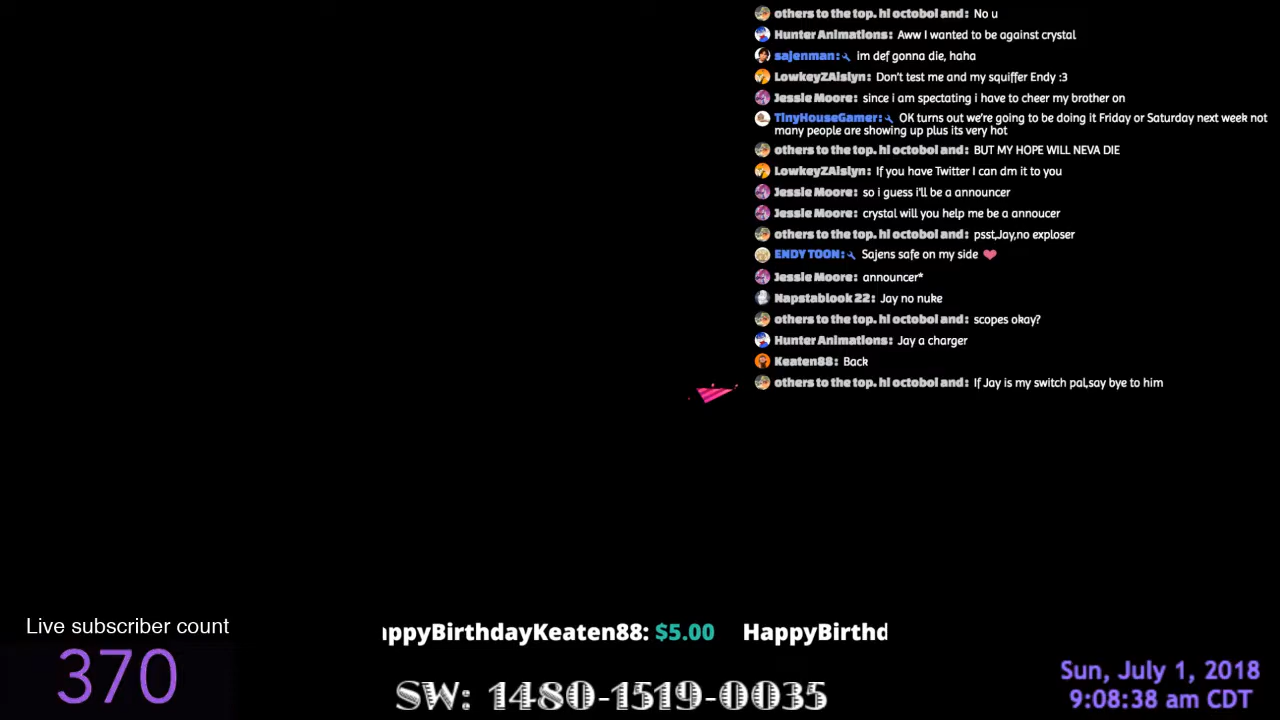 others to the top. hi octobol and: No u
Hunter Animations: Aww I wanted to be against crystal
sajenman: im def gonna die, haha
LowkeyZAislyn: Don't test me and my squiffer Endy :3
Jessie Moore: since i am spectating i have to cheer my brother on
TinyHouseGamer: OK turns out we're going to be doing it Friday or Saturday next week not
many people are showing up plus its very hot
others to the top. hi octobol and: BUT MY HOPE WILL NEVA DIE
LowkeyZAislyn: If you have Twitter I can dm it to you
Jessie Moore: so i guess i'll be a announcer
Jessie Moore: crystal will you help me be a annoucer
others to the top. hi octobol and: psst,Jay,no exploser
ENDY TOON: Sajens safe on my side ❤
Jessie Moore: announcer*
Napstablook 22: Jay no nuke
others to the top. hi octobol and: scopes okay?
Hunter Animations: Jay a charger
Keaten88: Back
others to the top. hi octobol and: If Jay is my switch pal,say bye to him
Live subscriber count
370
appyBirthdayKeaten88: $5.00 HappyBirthd
SW: 1480-1519-0035
Sun, July 1, 2018
9:08:38 am CDT